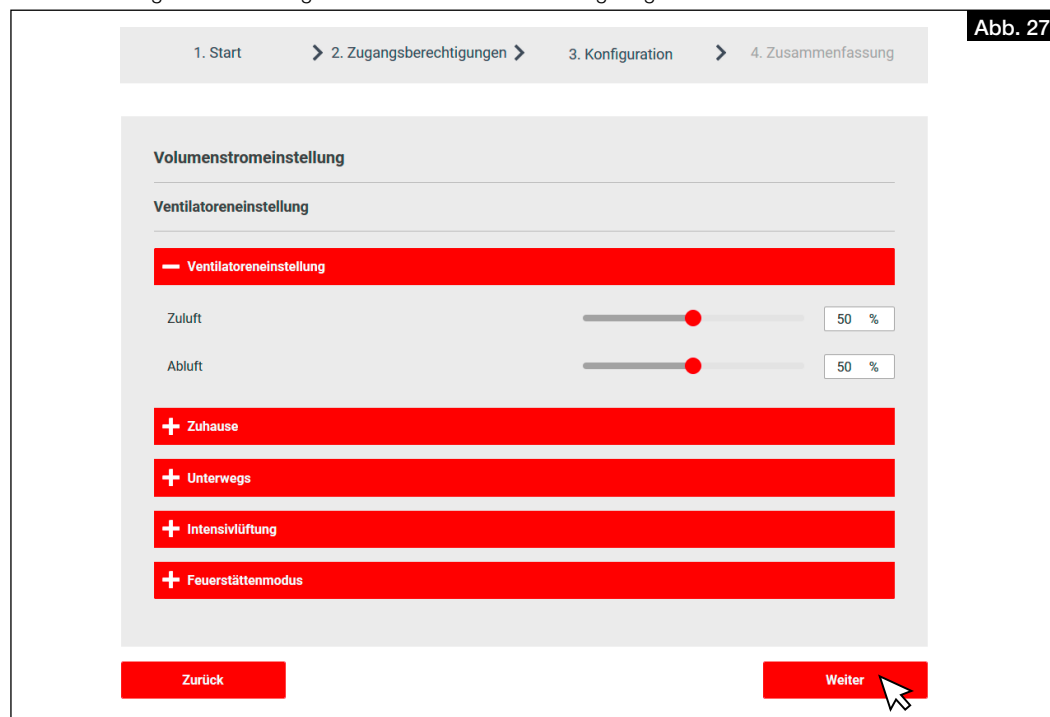 Abb. 27
1. Start > 2. Zugangsberechtigungen > 3. Konfiguration > 4. Zusammenfassung
Volumenstromeinstellung
Ventilatoreneinstellung
Ventilatoreneinstellung
Zuluft 50 %
Abluft 50 %
Zuhause
Unterwegs
Intensivlüftung
Feuerstättenmodus
Zurück Weiter